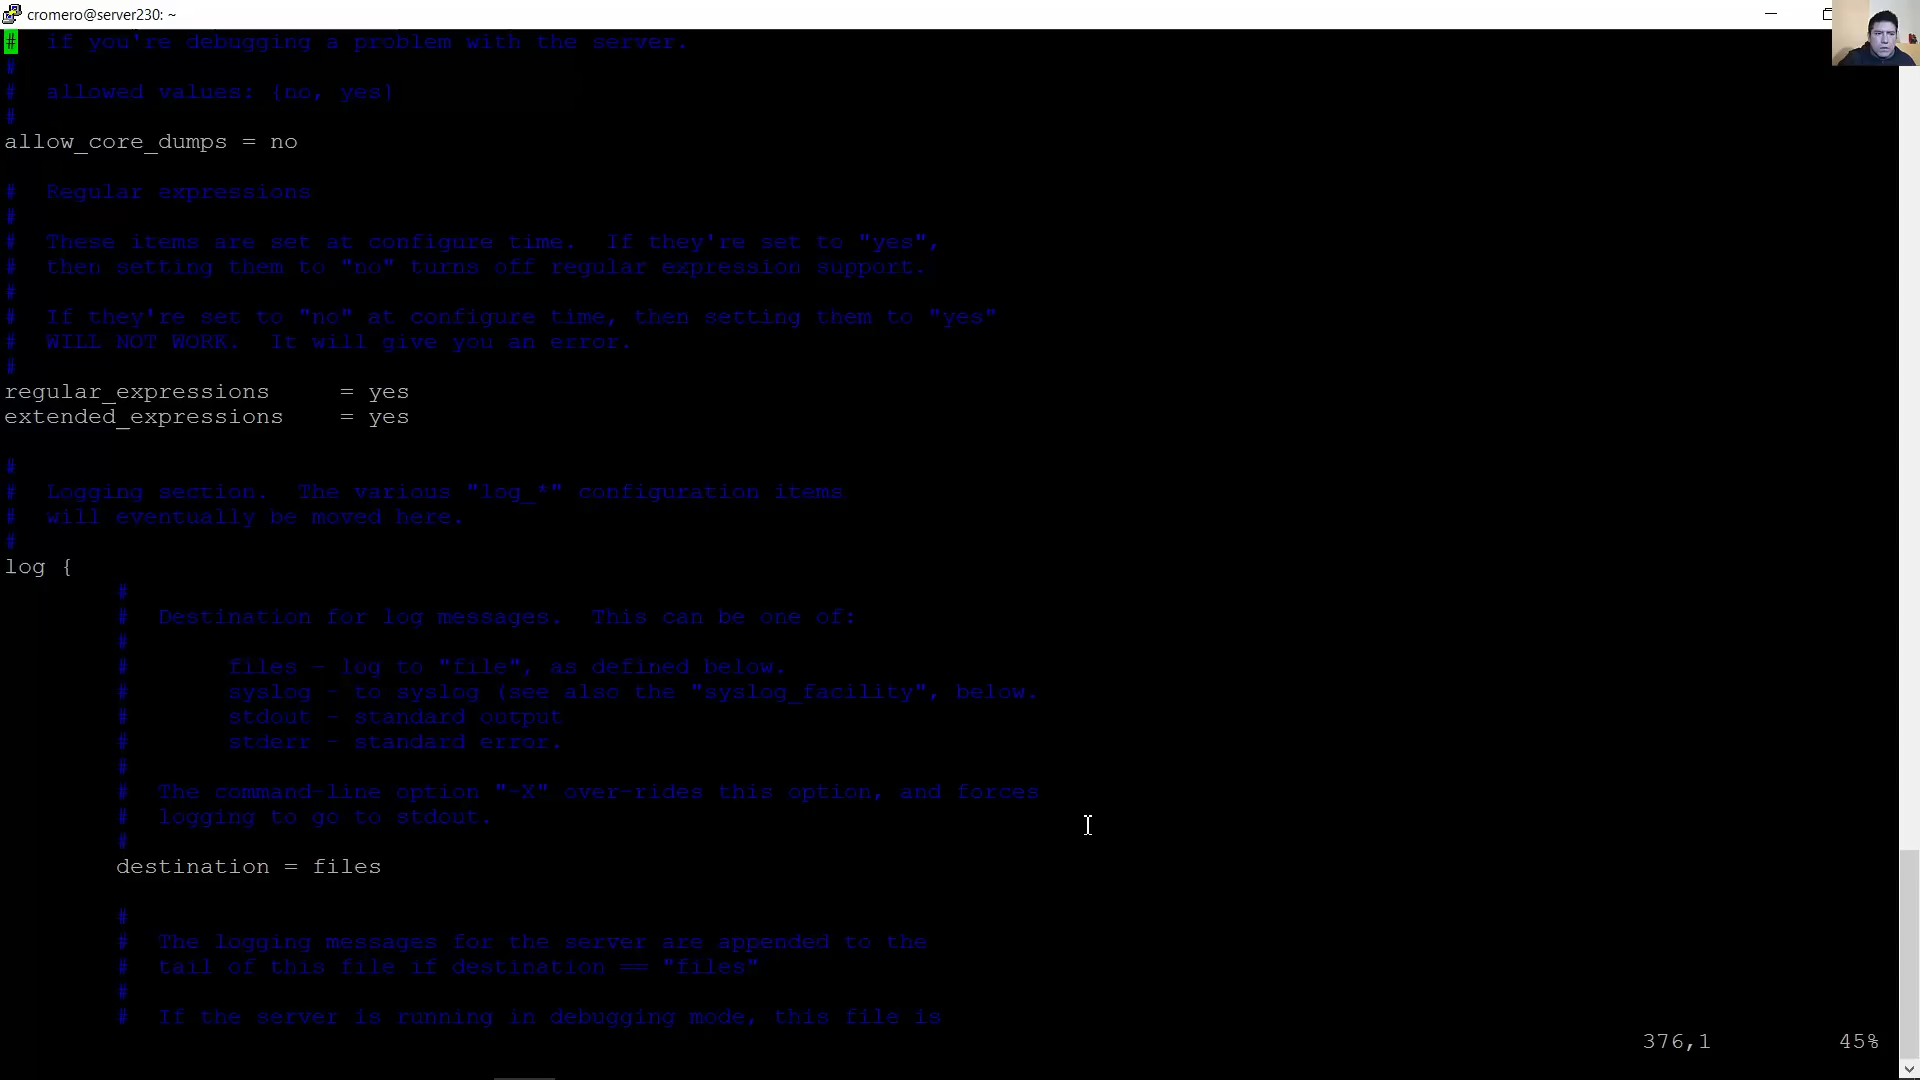 cromero@server230: ~
#  if you're debugging a problem with the server.
#
#  allowed values: {no, yes}
#
allow_core_dumps = no
#  Regular expressions
#
#  These items are set at configure time.  If they're set to "yes",
#  then setting them to "no" turns off regular expression support.
#
#  If they're set to "no" at configure time, then setting them to "yes"
#  WILL NOT WORK.  It will give you an error.
#
regular_expressions     = yes
extended_expressions    = yes
#
#  Logging section.  The various "log_*" configuration items
#  will eventually be moved here.
#
log {
#
#  Destination for log messages.  This can be one of:
#
#       files - log to "file", as defined below.
#       syslog - to syslog (see also the "syslog_facility", below.
#       stdout - standard output
#       stderr - standard error.
#
#  The command-line option "-X" over-rides this option, and forces
#  logging to go to stdout.
#
destination = files
#
#  The logging messages for the server are appended to the
#  tail of this file if destination == "files"
#
#  If the server is running in debugging mode, this file is
376,1 45%